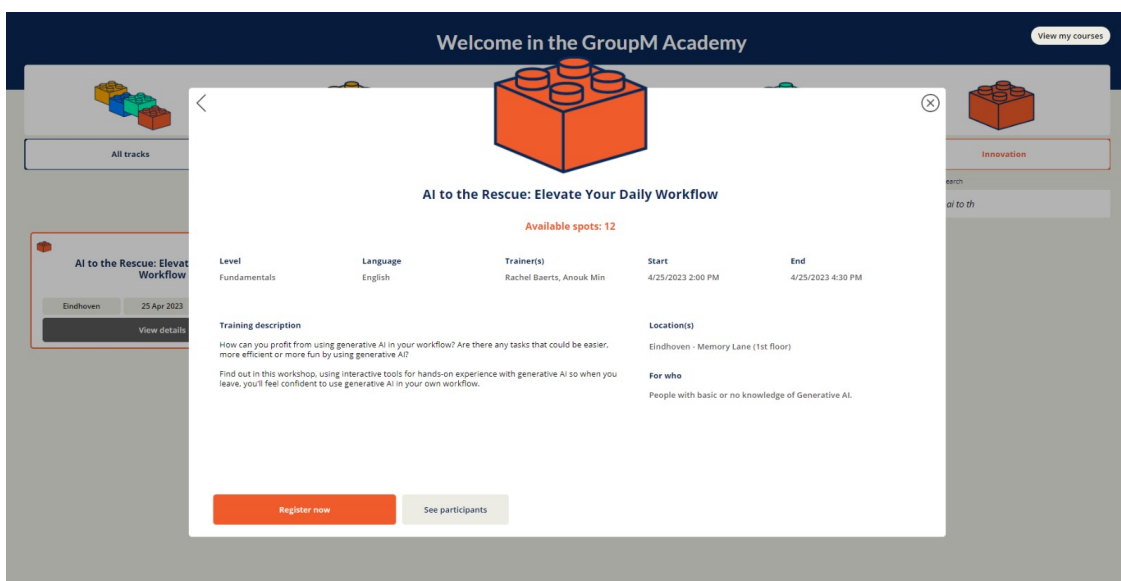 Welcome in the GroupM Academy
View my courses
All tracks
Innovation
earch
ai to th
AI to the Rescue: Elevat
Workflow
Eindhoven
25 Apr 2023
View details
AI to the Rescue: Elevate Your Daily Workflow
Available spots: 12
Level
Language
Trainer(s)
Start
End
Fundamentals
English
Rachel Baerts, Anouk Min
4/25/2023 2:00 PM
4/25/2023 4:30 PM
Training description
How can you profit from using generative AI in your workflow? Are there any tasks that could be easier,
more efficient or more fun by using generative AI?
Find out in this workshop, using interactive tools for hands-on experience with generative AI so when you
leave, you'll feel confident to use generative AI in your own workflow.
Location(s)
Eindhoven - Memory Lane (1st floor)
For who
People with basic or no knowledge of Generative AI.
Register now
See participants